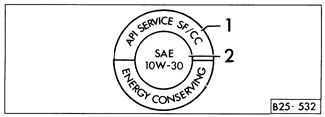 API SERVICE SF/CC
1
SAE
10W-30
2
ENERGY CONSERVING
B25-532